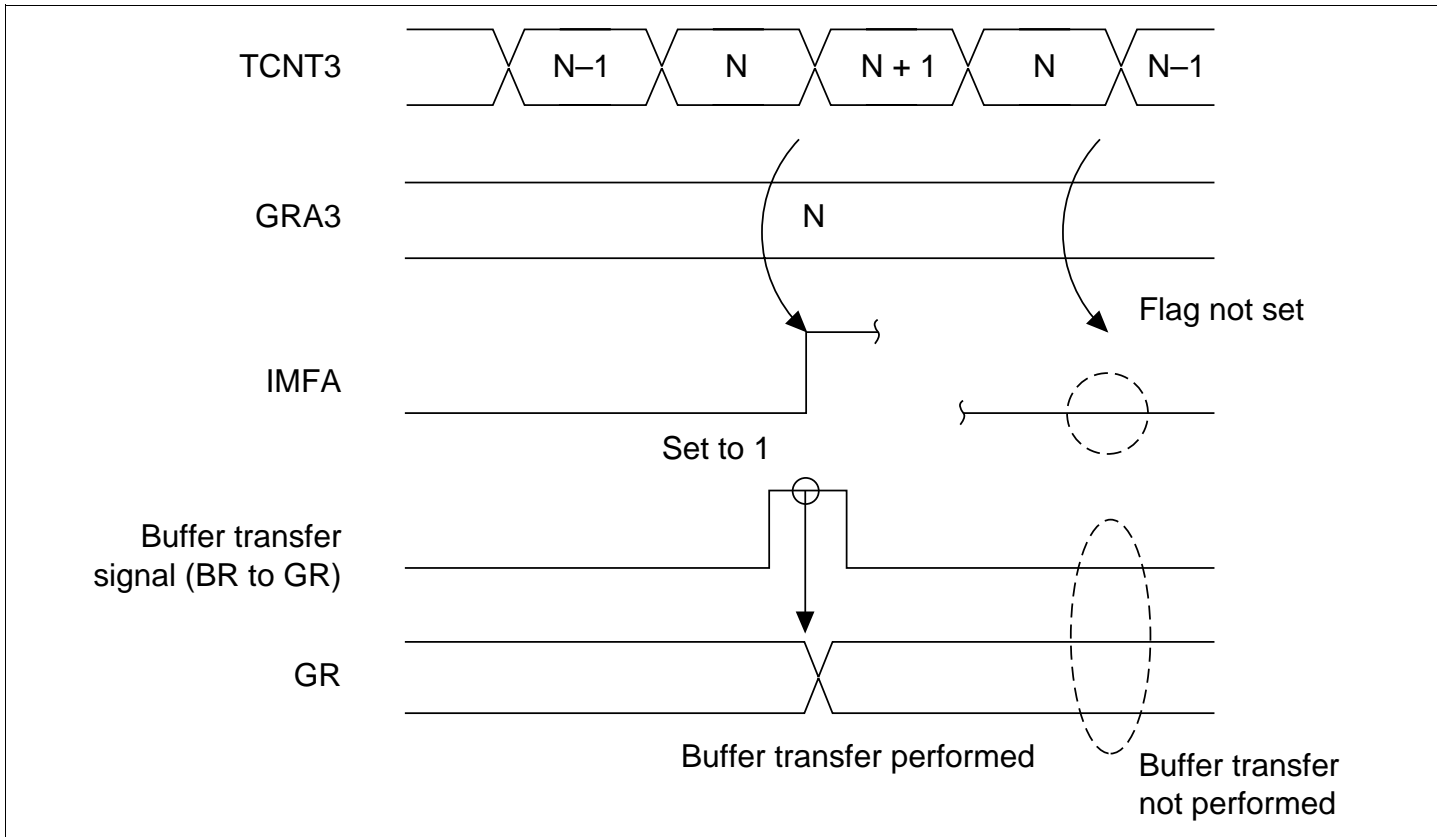 TCNT3
N–1
N
N + 1
N
N–1
GRA3
N
Flag not set
IMFA
Set to 1
Buffer transfer
signal (BR to GR)
GR
Buffer transfer performed
Buffer transfer
not performed